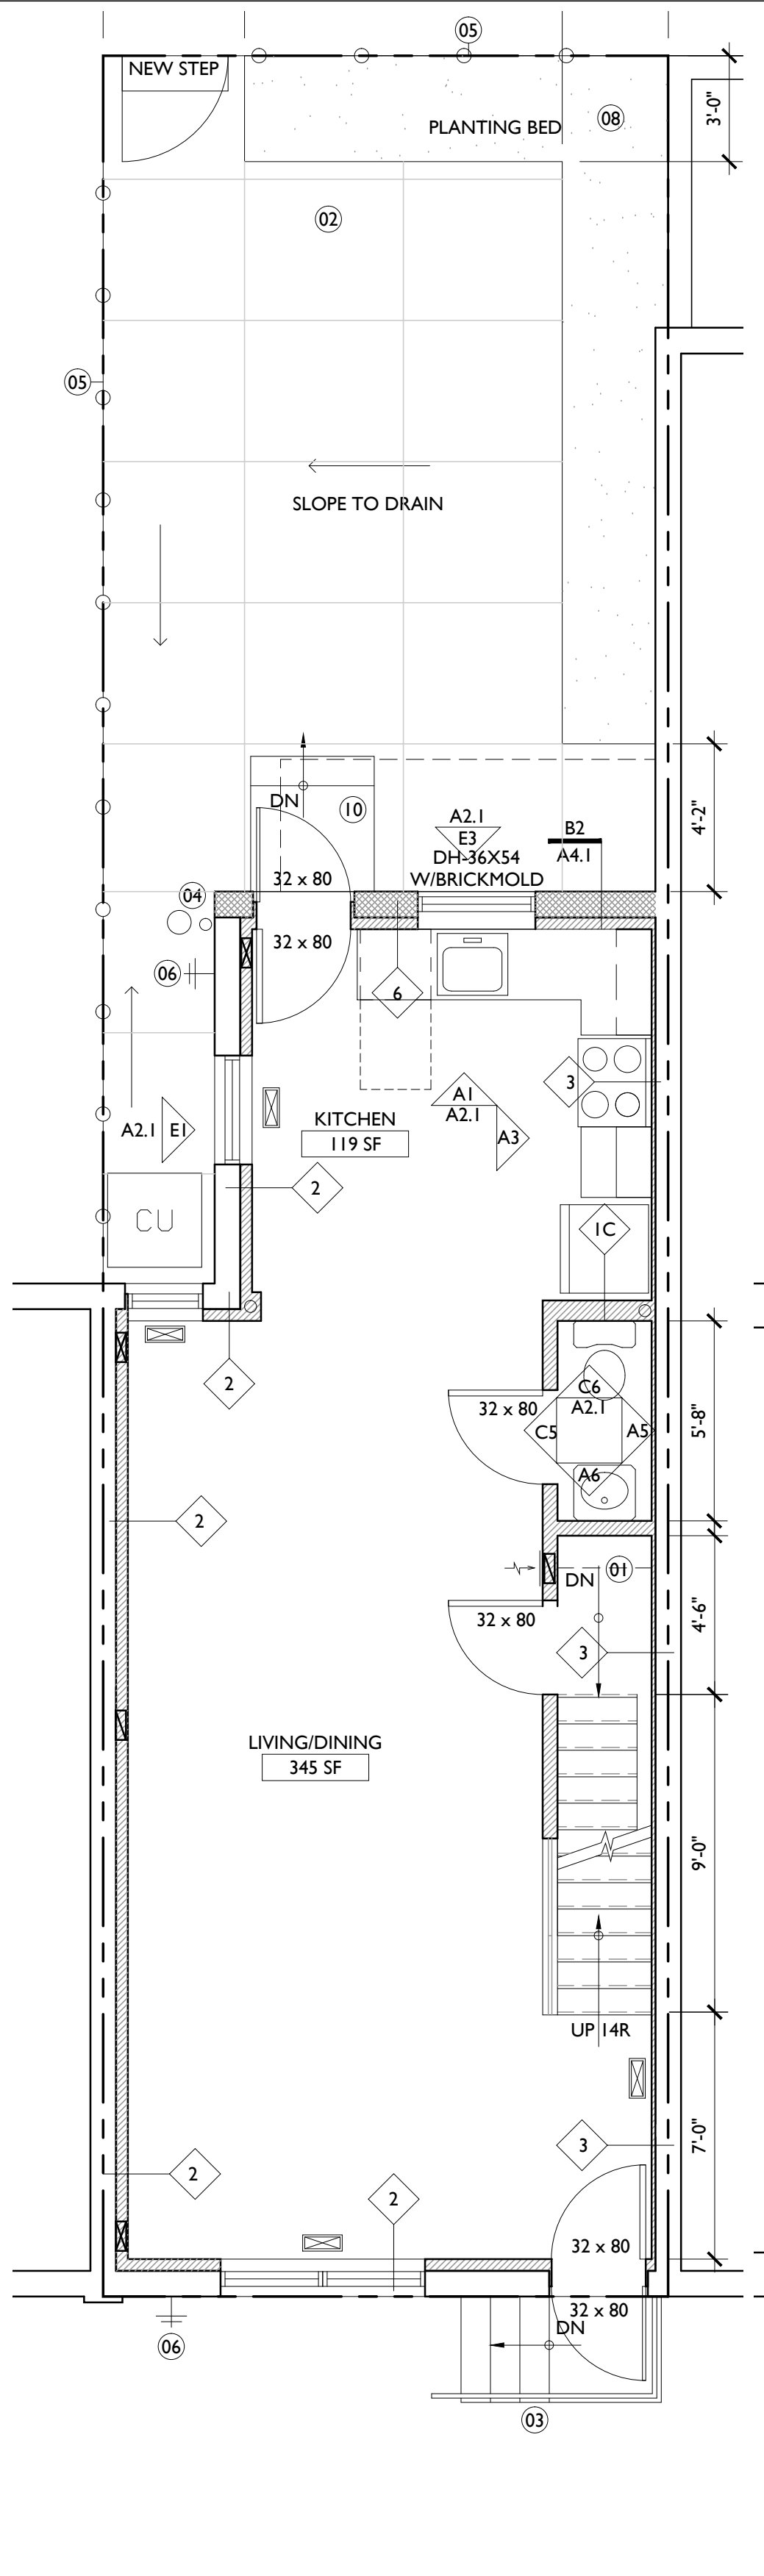 05
NEW STEP
PLANTING BED
08
3'-0"
02
05
SLOPE TO DRAIN
DN
10
A2.1
E3
DH-36X54
W/BRICKMOLD
B2
A4.1
4'-2"
32 x 80
04
32 x 80
06
6
3
A1
A2.1
A3
KITCHEN
119 SF
A2.1
E1
2
CU
1C
2
32 x 80
C6
A2.1
C5
A5
A6
5'-8"
2
DN
01
32 x 80
3
4'-6"
LIVING/DINING
345 SF
9'-0"
UP 14R
3
7'-0"
2
2
32 x 80
32 x 80
DN
06
03